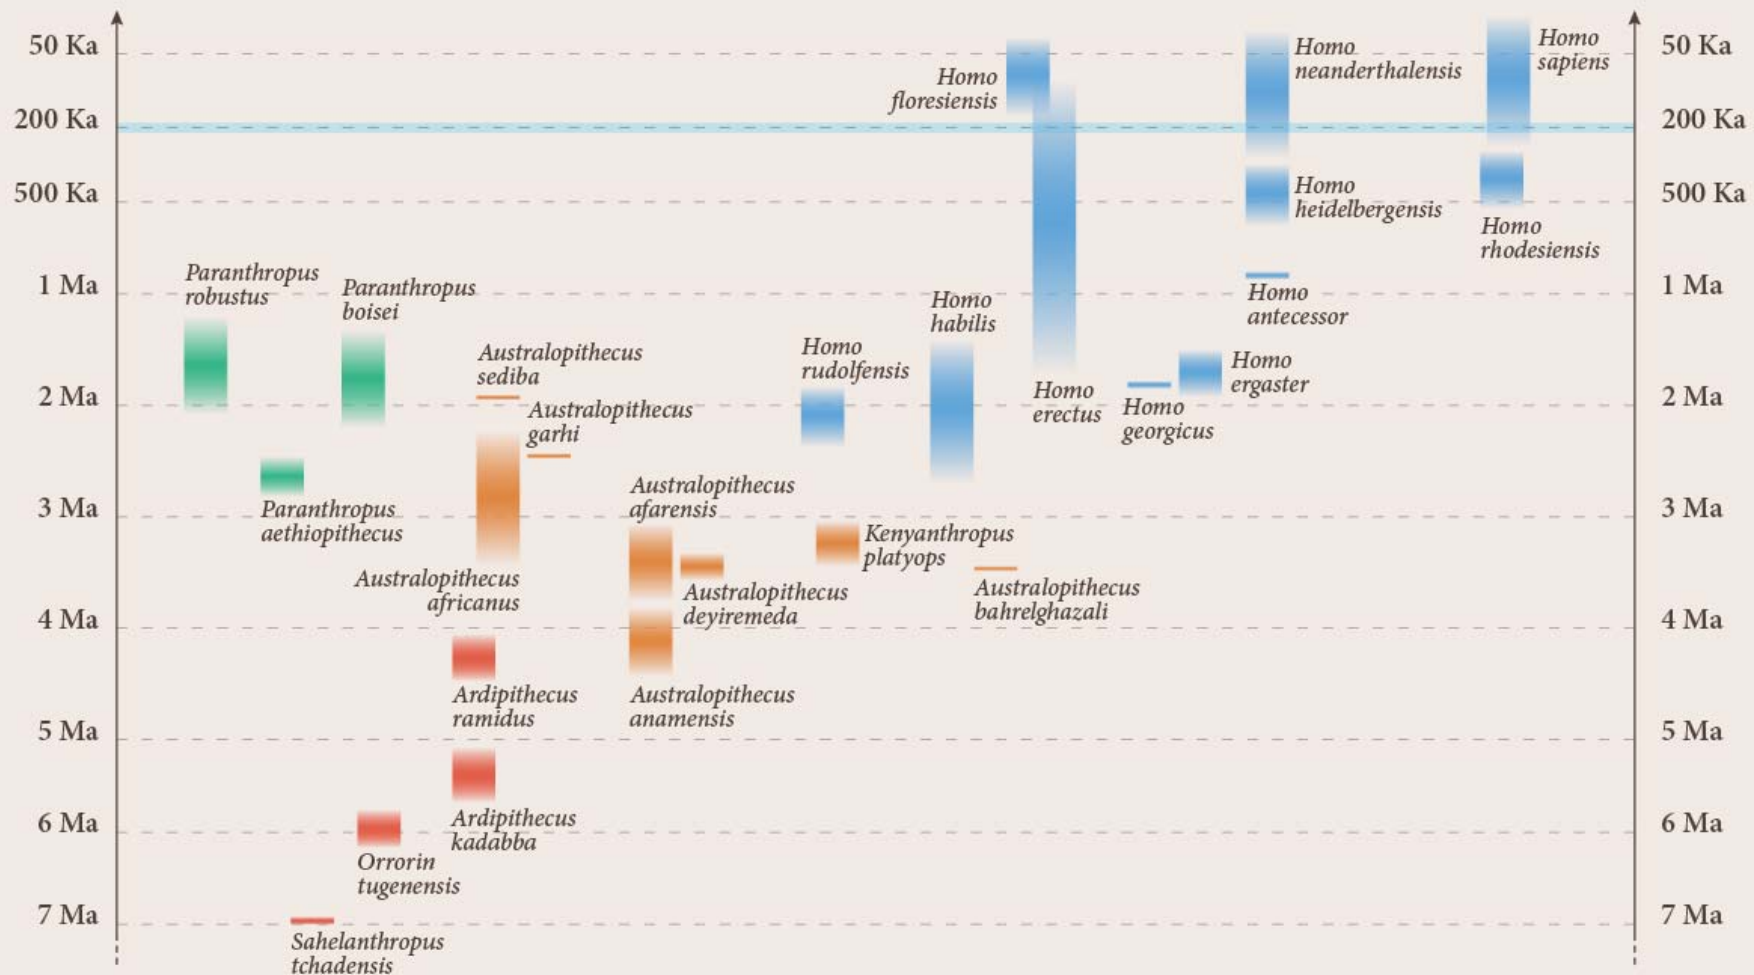 50 Ka
200 Ka
500 Ka
1 Ma
2 Ma
3 Ma
4 Ma
5 Ma
6 Ma
7 Ma
Paranthropus
robustus
Paranthropus
boisei
Paranthropus
aethiopithecus
Australopithecus
sediba
Australopithecus
garhi
Australopithecus
africanus
Ardipithecus
ramidus
Ardipithecus
kadabba
Orrorin
tugenensis
Sahelanthropus
tchadensis
Australopithecus
afarensis
Australopithecus
deyiremeda
Australopithecus
anamensis
Homo
rudolfensis
Kenyanthropus
platyops
Homo
floresiensis
Homo
habilis
Australopithecus
bahrelghazali
Homo
erectus
Homo
georgicus
Homo
ergaster
Homo
neanderthalensis
Homo
heidelbergensis
Homo
antecessor
Homo
sapiens
Homo
rhodesiensis
50 Ka
200 Ka
500 Ka
1 Ma
2 Ma
3 Ma
4 Ma
5 Ma
6 Ma
7 Ma